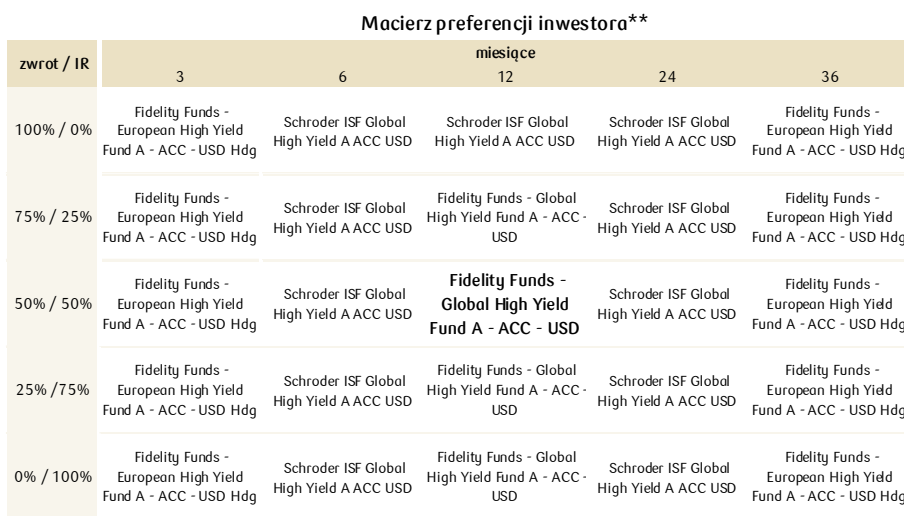 Macierz preferencji inwestora**
zwrot / IR
miesiące
3 6 12 24 36
100% / 0%
Fidelity Funds -
European High Yield
Fund A - ACC - USD Hdg
Schroder ISF Global
High Yield A ACC USD
Schroder ISF Global
High Yield A ACC USD
Schroder ISF Global
High Yield A ACC USD
Fidelity Funds -
European High Yield
Fund A - ACC - USD Hdg
75% / 25%
Fidelity Funds -
European High Yield
Fund A - ACC - USD Hdg
Schroder ISF Global
High Yield A ACC USD
Fidelity Funds - Global
High Yield Fund A - ACC -
USD
Schroder ISF Global
High Yield A ACC USD
Fidelity Funds -
European High Yield
Fund A - ACC - USD Hdg
50% / 50%
Fidelity Funds -
European High Yield
Fund A - ACC - USD Hdg
Schroder ISF Global
High Yield A ACC USD
Fidelity Funds -
Global High Yield
Fund A - ACC - USD
Schroder ISF Global
High Yield A ACC USD
Fidelity Funds -
European High Yield
Fund A - ACC - USD Hdg
25% /75%
Fidelity Funds -
European High Yield
Fund A - ACC - USD Hdg
Schroder ISF Global
High Yield A ACC USD
Fidelity Funds - Global
High Yield Fund A - ACC -
USD
Schroder ISF Global
High Yield A ACC USD
Fidelity Funds -
European High Yield
Fund A - ACC - USD Hdg
0% / 100%
Fidelity Funds -
European High Yield
Fund A - ACC - USD Hdg
Schroder ISF Global
High Yield A ACC USD
Fidelity Funds - Global
High Yield Fund A - ACC -
USD
Schroder ISF Global
High Yield A ACC USD
Fidelity Funds -
European High Yield
Fund A - ACC - USD Hdg